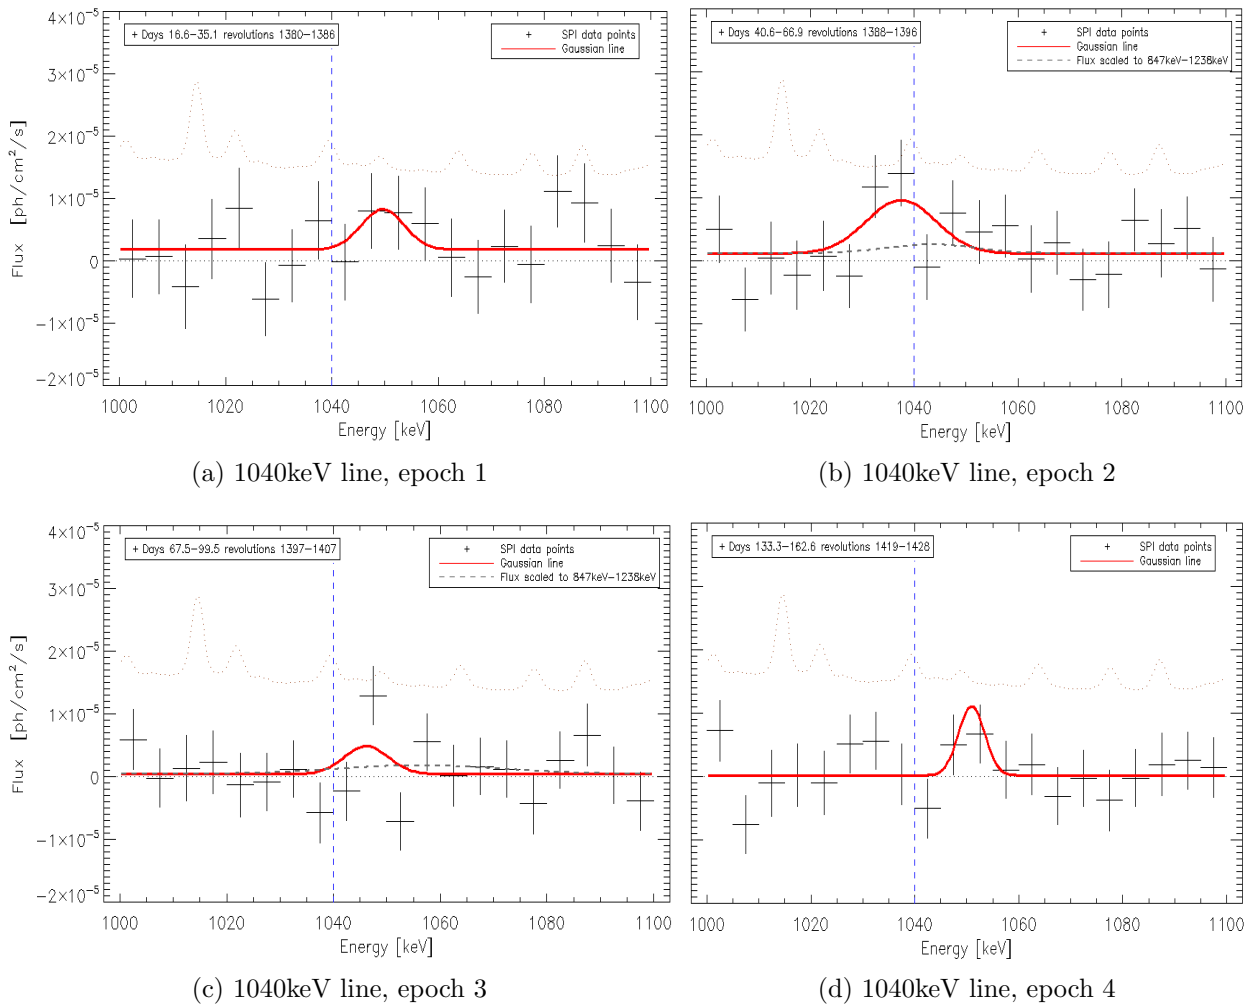 4×10⁻⁵
3×10⁻⁵
2×10⁻⁵
1×10⁻⁵
0
−1×10⁻⁵
−2×10⁻⁵
Flux [ph/cm²/s]
+ Days 16.6−35.1 revolutions 1380−1386
+ SPI data points
Gaussian line
1000 1020 1040 1060 1080 1100
Energy [keV]
(a) 1040keV line, epoch 1
+ Days 40.6−66.9 revolutions 1388−1396
+ SPI data points
Gaussian line
Flux scaled to 847keV−1238keV
1000 1020 1040 1060 1080 1100
Energy [keV]
(b) 1040keV line, epoch 2
4×10⁻⁵
3×10⁻⁵
2×10⁻⁵
1×10⁻⁵
0
−1×10⁻⁵
−2×10⁻⁵
Flux [ph/cm²/s]
+ Days 67.5−99.5 revolutions 1397−1407
+ SPI data points
Gaussian line
Flux scaled to 847keV−1238keV
1000 1020 1040 1060 1080 1100
Energy [keV]
(c) 1040keV line, epoch 3
+ Days 133.3−162.6 revolutions 1419−1428
+ SPI data points
Gaussian line
1000 1020 1040 1060 1080 1100
Energy [keV]
(d) 1040keV line, epoch 4